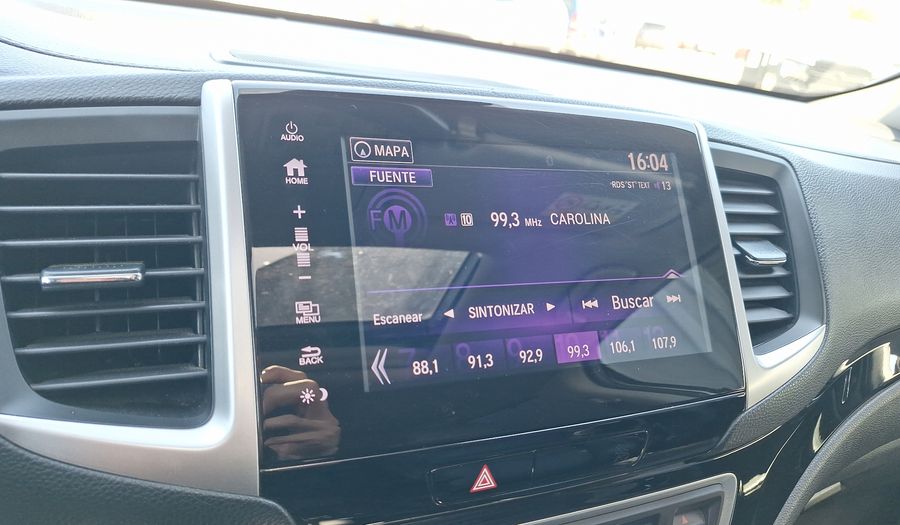 AUDIO
HOME
+
VOL
−
MENU
BACK
MAPA
16:04
FUENTE
RDS "ST" TEXT 13
FM
10 99,3 MHz CAROLINA
Escanear SINTONIZAR Buscar
88,1 91,3 92,9 99,3 106,1 107,9